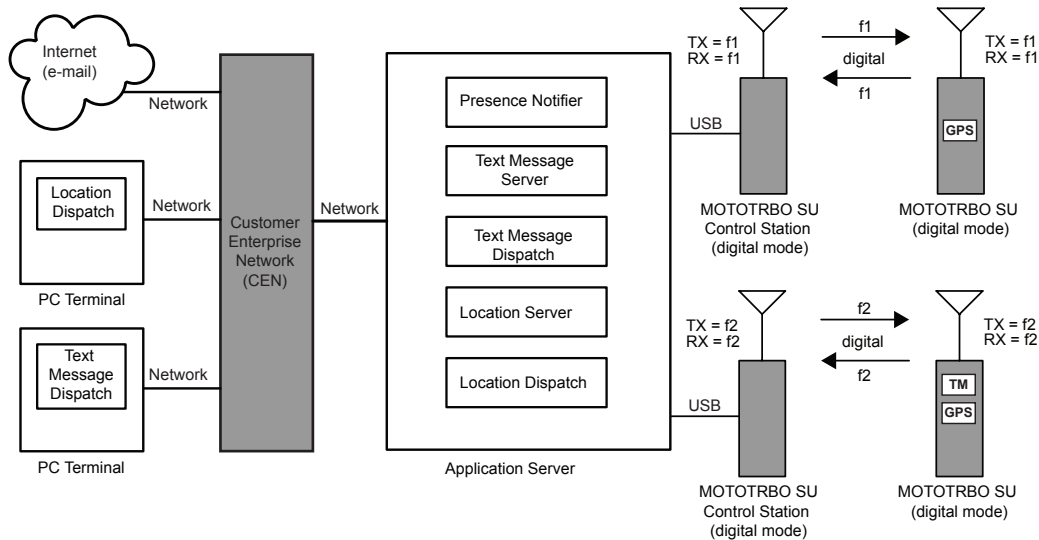 Internet
(e-mail)
Network
Location
Dispatch
Network
PC Terminal
Text
Message
Dispatch
Network
PC Terminal
Customer
Enterprise
Network
(CEN)
Network
Presence Notifier
Text Message
Server
Text Message
Dispatch
Location Server
Location Dispatch
Application Server
USB
TX = f1
RX = f1
f1
digital
f1
TX = f1
RX = f1
GPS
MOTOTRBO SU
Control Station
(digital mode)
MOTOTRBO SU
(digital mode)
USB
TX = f2
RX = f2
f2
digital
f2
TX = f2
RX = f2
TM
GPS
MOTOTRBO SU
Control Station
(digital mode)
MOTOTRBO SU
(digital mode)